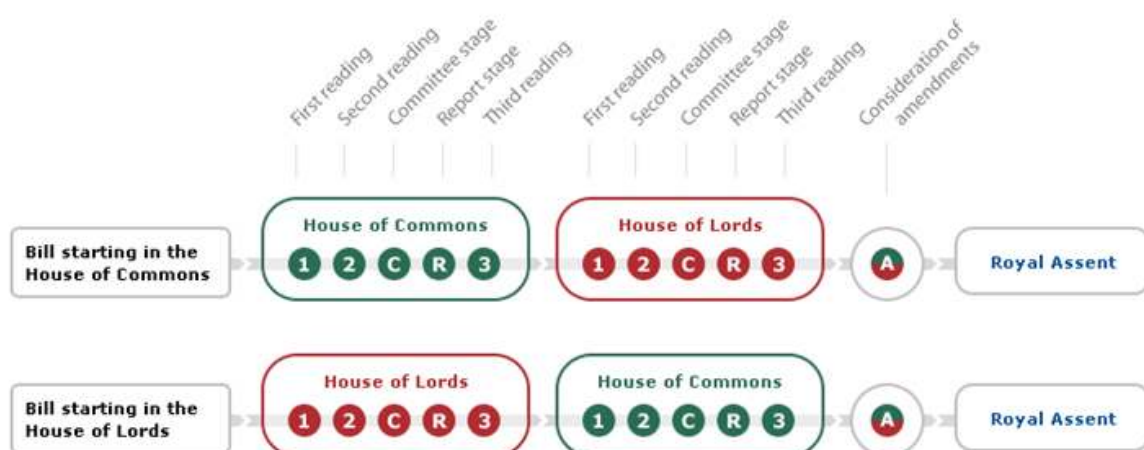 First reading
Second reading
Committee stage
Report stage
Third reading
First reading
Second reading
Committee stage
Report stage
Third reading
Consideration of
amendments
Bill starting in the
House of Commons
House of Commons
1 2 C R 3
House of Lords
1 2 C R 3
A
Royal Assent
Bill starting in the
House of Lords
House of Lords
1 2 C R 3
House of Commons
1 2 C R 3
A
Royal Assent